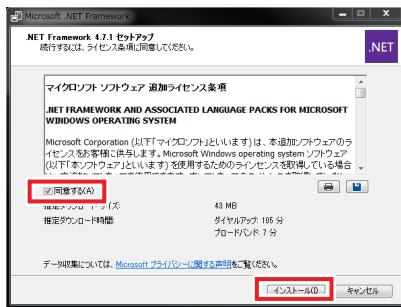 Microsoft .NET Framework
.NET Framework 4.7.1 セットアップ
続行するには、ライセンス条項に同意してください。
.NET
マイクロソフト ソフトウェア 追加ライセンス条項
.NET FRAMEWORK AND ASSOCIATED LANGUAGE PACKS FOR MICROSOFT
WINDOWS OPERATING SYSTEM
Microsoft Corporation (以下「マイクロソフト」といいます) は、本追加ソフトウェアのラ
イセンスをお客様に供与します。Microsoft Windows operating system ソフトウェア
(以下「本ソフトウェア」といいます) を使用するためのライセンスを取得している場合
同意する(A)
推定ダウンロード サイズ:
43 MB
推定ダウンロード時間:
ダイヤルアップ: 105 分
ブロードバンド: 7 分
データ収集については、Microsoft プライバシーに関する声明をご覧ください。
インストール(I)
キャンセル